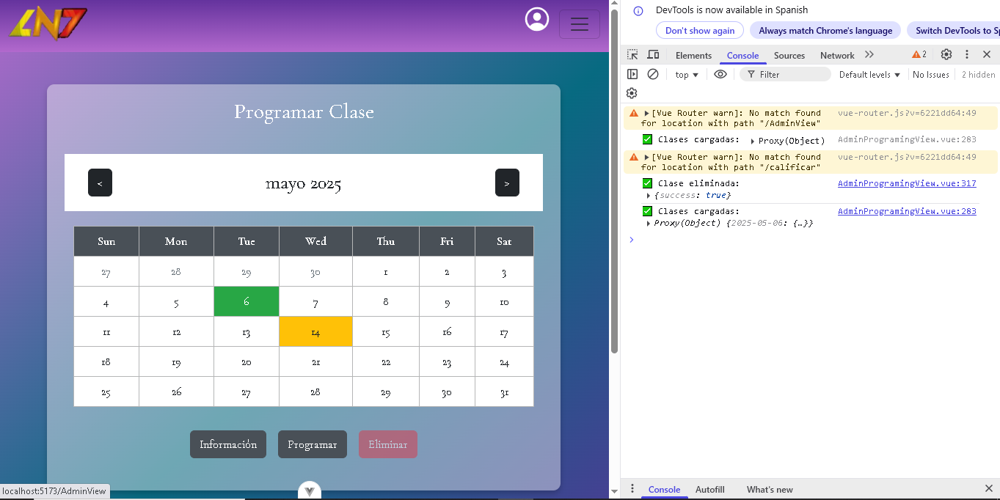 LN7
Programar Clase
<
mayo 2025
>
Sun Mon Tue Wed Thu Fri Sat
27 28 29 30 1 2 3
4 5 6 7 8 9 10
11 12 13 14 15 16 17
18 19 20 21 22 23 24
25 26 27 28 29 30 31
Información Programar Eliminar
localhost:5173/AdminView
DevTools is now available in Spanish
Don't show again Always match Chrome's language Switch DevTools to Sp
Elements Console Sources Network 2
top Filter Default levels No Issues 2 hidden
[Vue Router warn]: No match found vue-router.js?v=6221dd64:49
for location with path "/AdminView"
Clases cargadas: Proxy(Object) AdminProgramingView.vue:283
[Vue Router warn]: No match found vue-router.js?v=6221dd64:49
for location with path "/calificar"
Clase eliminada: AdminProgramingView.vue:317
{success: true}
Clases cargadas: AdminProgramingView.vue:283
Proxy(Object) {2025-05-06: {…}}
Console Autofill What's new